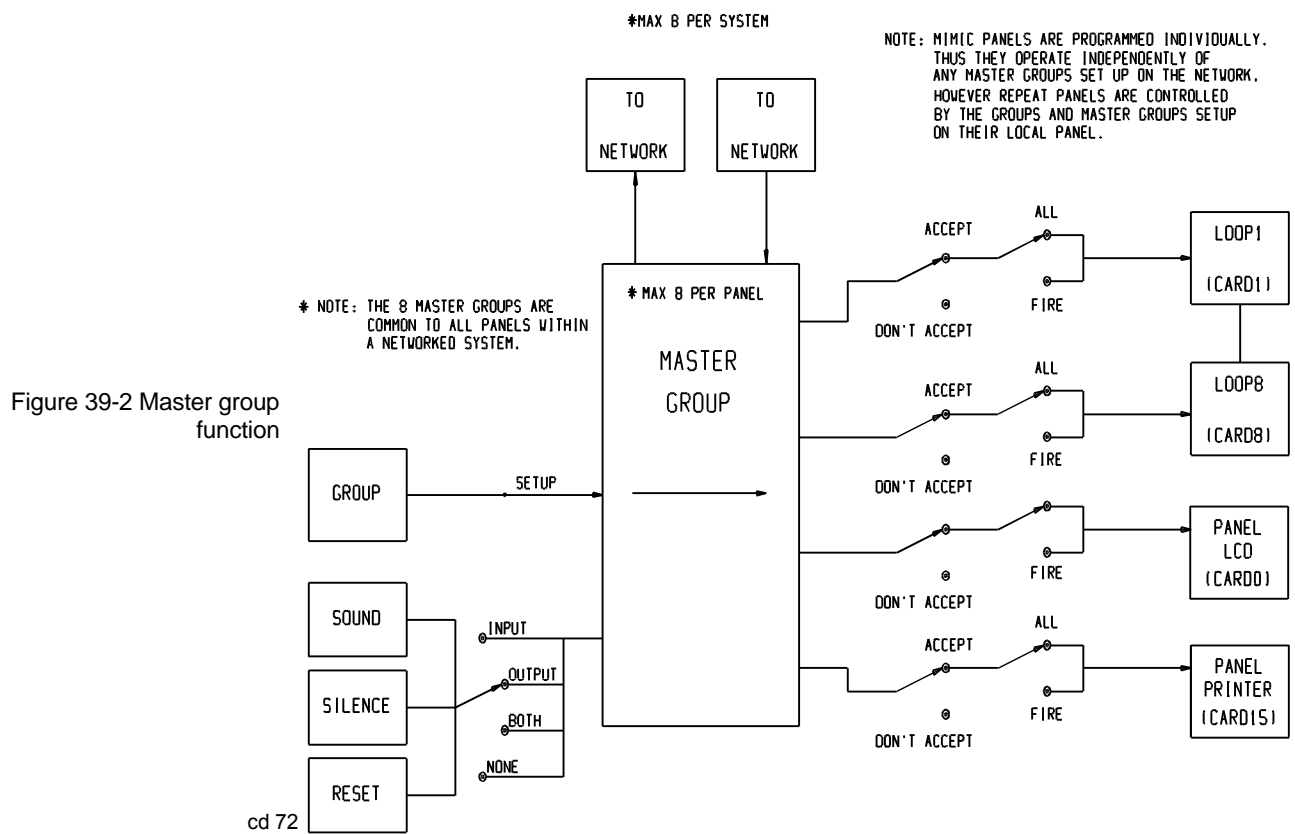 *MAX 8 PER SYSTEM
NOTE: MIMIC PANELS ARE PROGRAMMED INDIVIDUALLY.
THUS THEY OPERATE INDEPENDENTLY OF
ANY MASTER GROUPS SET UP ON THE NETWORK.
HOWEVER REPEAT PANELS ARE CONTROLLED
BY THE GROUPS AND MASTER GROUPS SETUP
ON THEIR LOCAL PANEL.
TO
NETWORK
TO
NETWORK
* NOTE: THE 8 MASTER GROUPS ARE
COMMON TO ALL PANELS WITHIN
A NETWORKED SYSTEM.
* MAX 8 PER PANEL
MASTER
GROUP
ACCEPT
ALL
DON'T ACCEPT
FIRE
LOOP1
(CARD1)
ACCEPT
ALL
DON'T ACCEPT
FIRE
LOOP8
(CARD8)
Figure 39-2 Master group
function
GROUP
SETUP
DON'T ACCEPT
FIRE
PANEL
LCD
(CARD0)
SOUND
SILENCE
RESET
INPUT
OUTPUT
BOTH
NONE
ACCEPT
ALL
DON'T ACCEPT
FIRE
PANEL
PRINTER
(CARD15)
cd 72